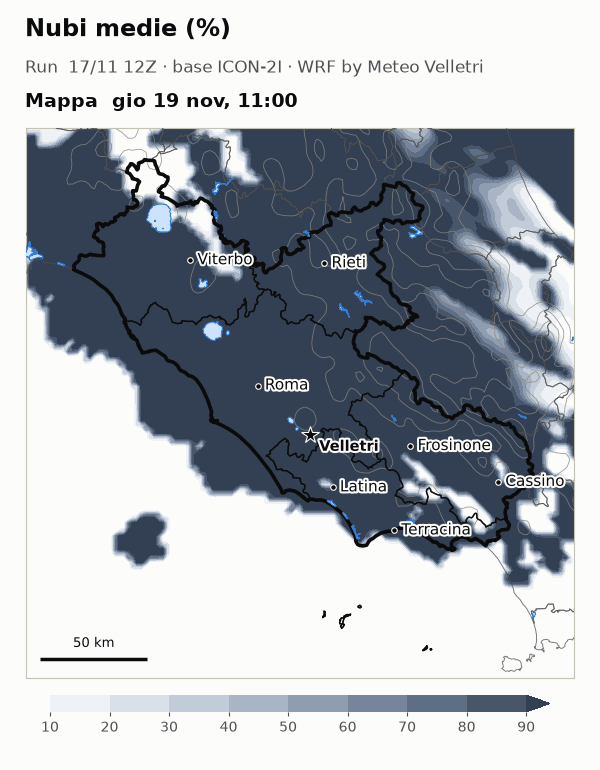 Nubi medie (%)
Run 17/11 12Z · base ICON-2I · WRF by Meteo Velletri
Mappa gio 19 nov, 11:00
Viterbo
Rieti
Roma
Velletri
Frosinone
Latina
Cassino
Terracina
50 km
10 20 30 40 50 60 70 80 90